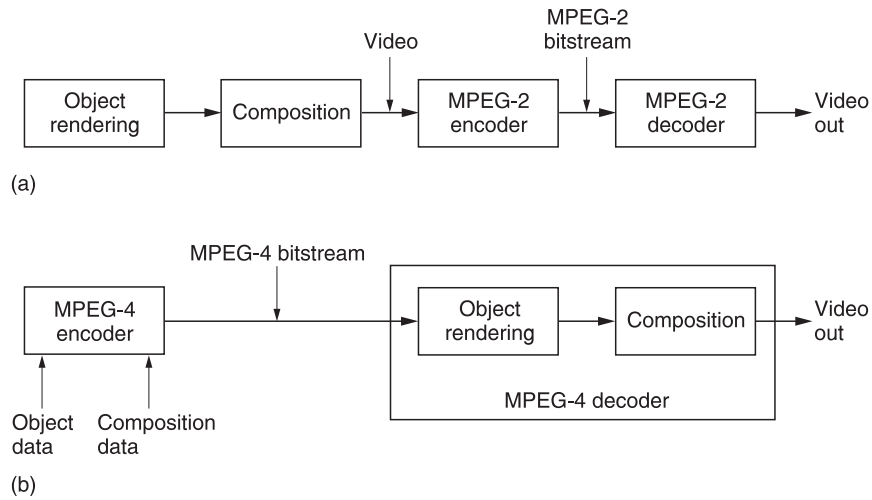 MPEG-2
Video
bitstream
Object
rendering
Composition
MPEG-2
encoder
MPEG-2
decoder
Video
out
(a)
MPEG-4 bitstream
MPEG-4
encoder
Object
rendering
Composition
Video
out
MPEG-4 decoder
Object
data
Composition
data
(b)